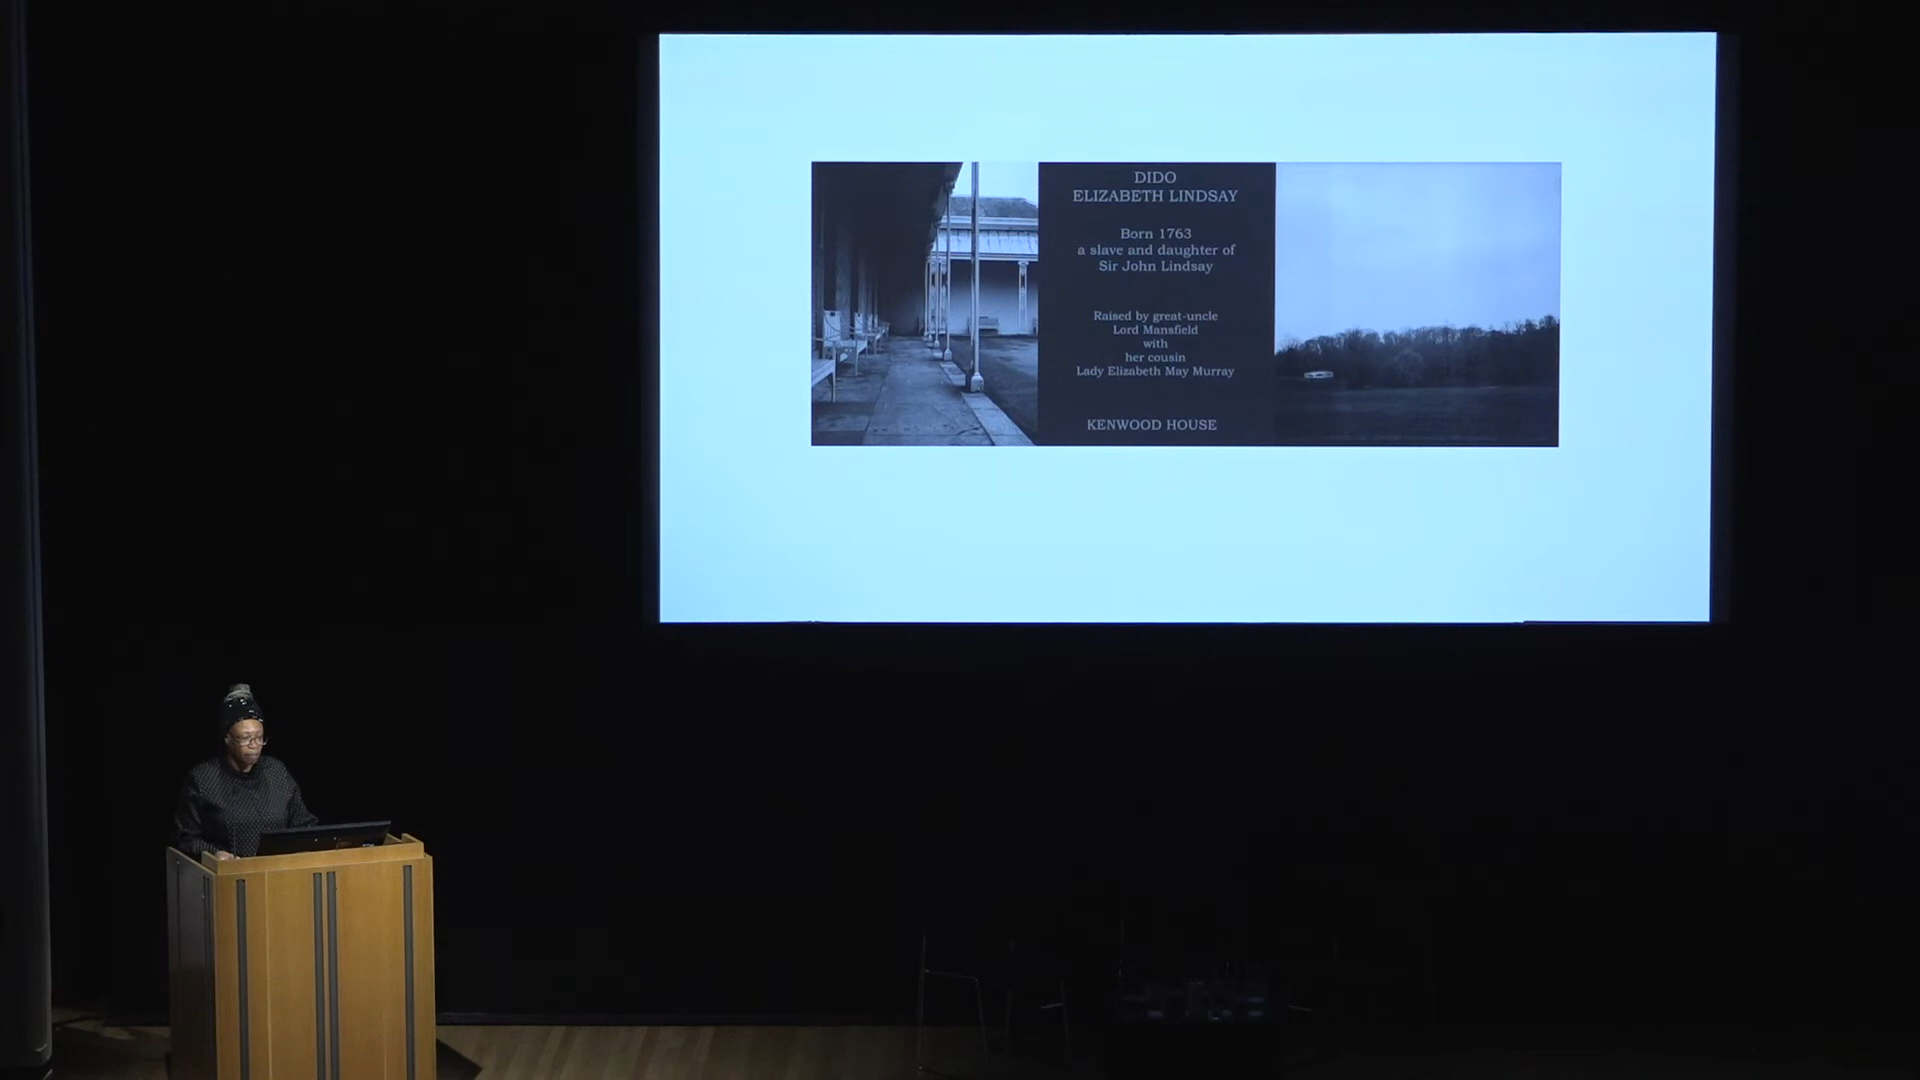 DIDO
ELIZABETH LINDSAY
Born 1763
a slave and daughter of
Sir John Lindsay
Raised by great-uncle
Lord Mansfield
with
her cousin
Lady Elizabeth May Murray
KENWOOD HOUSE